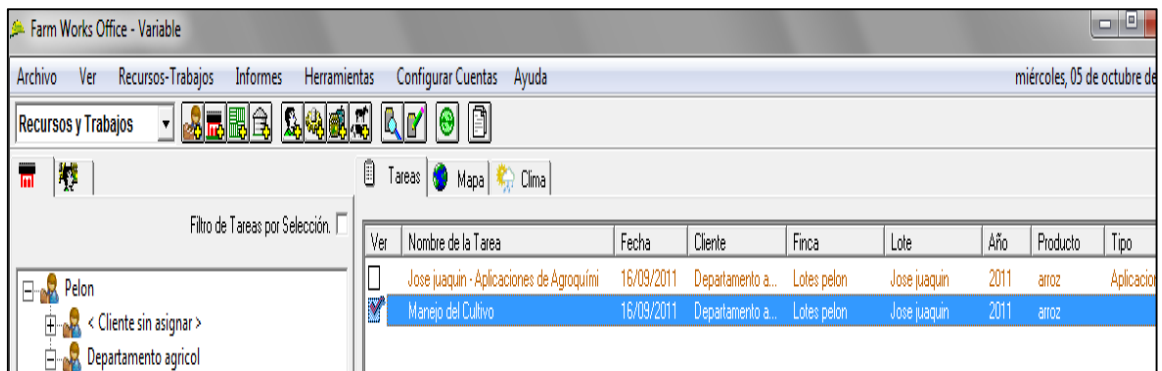 Farm Works Office - Variable
Archivo Ver Recursos-Trabajos Informes Herramientas Configurar Cuentas Ayuda miércoles, 05 de octubre de
Recursos y Trabajos
Tareas Mapa Clima
Filtro de Tareas por Selección.
Ver Nombre de la Tarea Fecha Cliente Finca Lote Año Producto Tipo
Jose juaquin - Aplicaciones de Agroquími 16/09/2011 Departamento a... Lotes pelon Jose juaquin 2011 arroz Aplicacion
Manejo del Cultivo 16/09/2011 Departamento a... Lotes pelon Jose juaquin 2011 arroz
Pelon
< Cliente sin asignar >
Departamento agricol